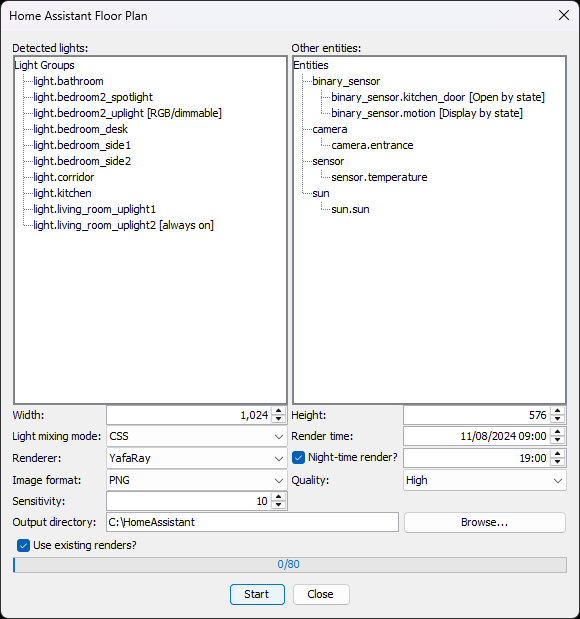 Home Assistant Floor Plan
Detected lights:
Light Groups
light.bathroom
light.bedroom2_spotlight
light.bedroom2_uplight [RGB/dimmable]
light.bedroom_desk
light.bedroom_side1
light.bedroom_side2
light.corridor
light.kitchen
light.living_room_uplight1
light.living_room_uplight2 [always on]
Other entities:
Entities
binary_sensor
binary_sensor.kitchen_door [Open by state]
binary_sensor.motion [Display by state]
camera
camera.entrance
sensor
sensor.temperature
sun
sun.sun
Width: 1,024 Height: 576
Light mixing mode: CSS Render time: 11/08/2024 09:00
Renderer: YafaRay Night-time render? 19:00
Image format: PNG Quality: High
Sensitivity: 10
Output directory: C:\HomeAssistant Browse...
Use existing renders?
0/80
Start Close